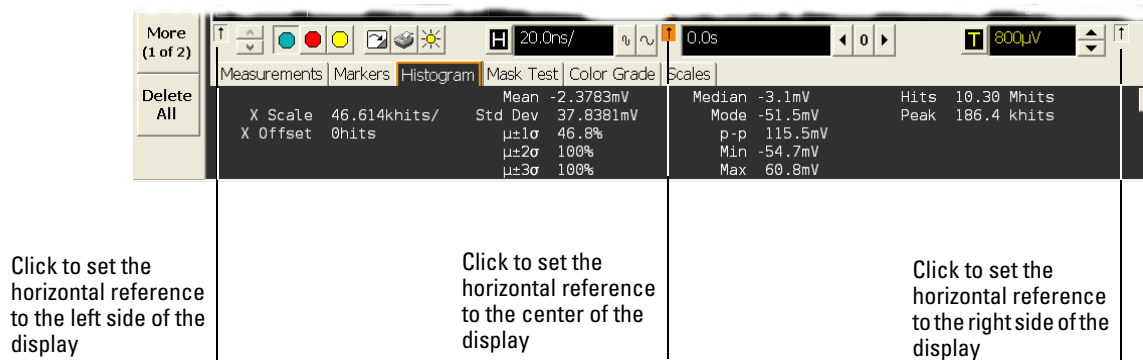 More
(1 of 2)
H 20.0ns/ 0.0s 0 T 800µV
Measurements Markers Histogram Mask Test Color Grade Scales
Delete
All
Mean -2.3783mV Median -3.1mV Hits 10.30 Mhits
X Scale 46.614khits/ Std Dev 37.8381mV Mode -51.5mV Peak 186.4 khits
X Offset 0hits µ±1σ 46.8% p-p 115.5mV
µ±2σ 100% Min -54.7mV
µ±3σ 100% Max 60.8mV
Click to set the
horizontal reference
to the left side of the
display
Click to set the
horizontal reference
to the center of the
display
Click to set the
horizontal reference
to the right side of the
display